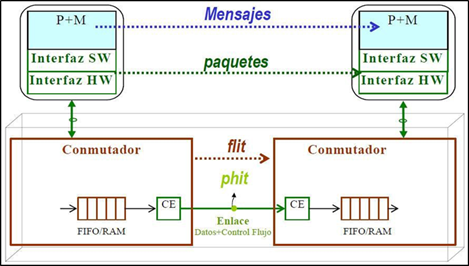 P+M
Mensajes
P+M
Interfaz SW
Interfaz HW
paquetes
Interfaz SW
Interfaz HW
Conmutador
flit
Conmutador
phit
CE
CE
FIFO/RAM
Enlace
Datos+Control Flujo
FIFO/RAM